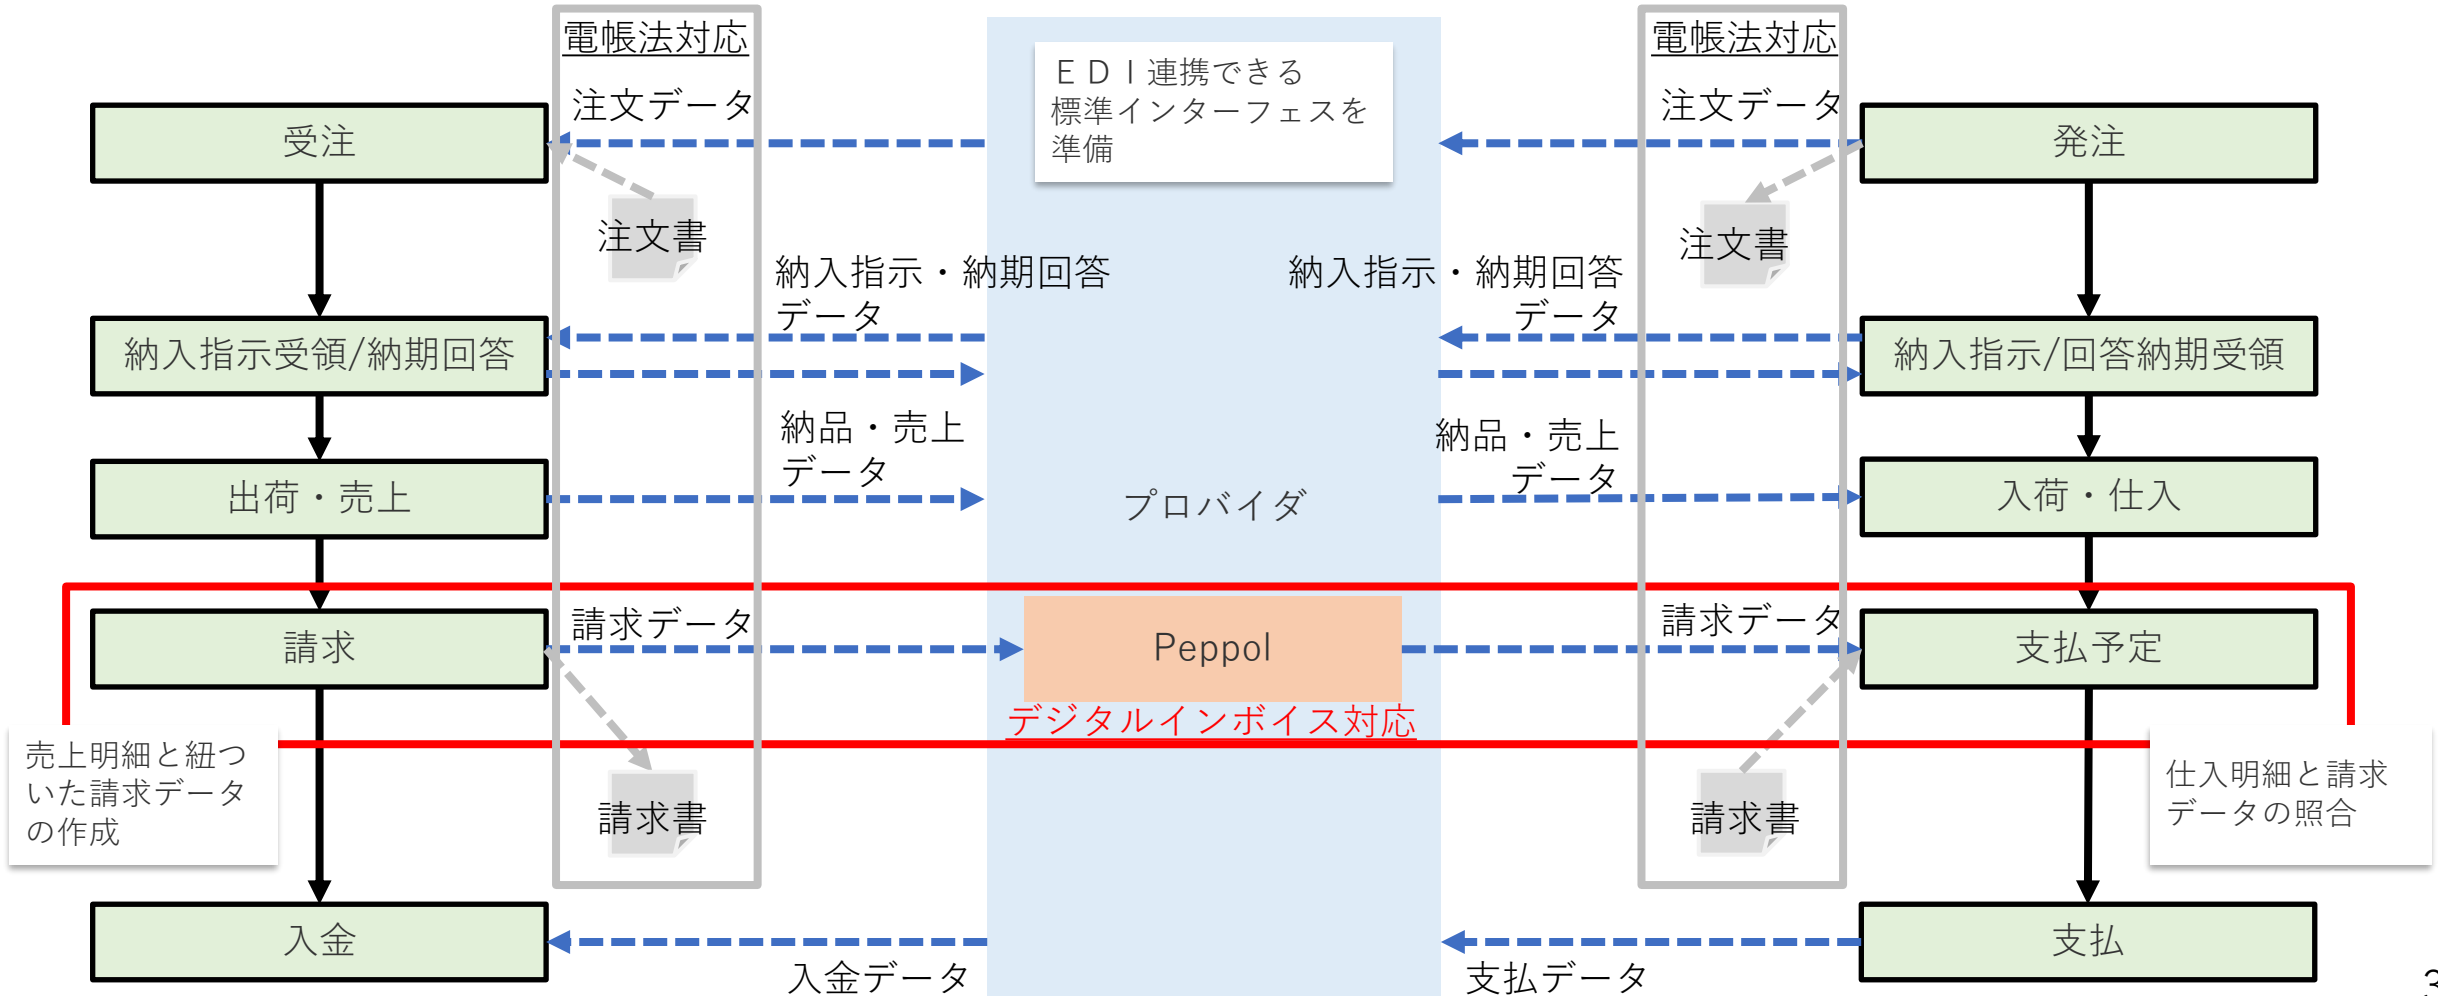 電帳法対応
電帳法対応
ＥＤＩ連携できる
標準インターフェスを
準備
注文データ
注文データ
受注
発注
注文書
注文書
納入指示・納期回答
データ
納入指示・納期回答
データ
納入指示受領/納期回答
納入指示/回答納期受領
納品・売上
データ
納品・売上
データ
出荷・売上
プロバイダ
入荷・仕入
請求データ
請求データ
請求
Peppol
支払予定
デジタルインボイス対応
売上明細と紐つ
いた請求データ
の作成
仕入明細と請求
データの照合
請求書
請求書
入金
支払
入金データ
支払データ